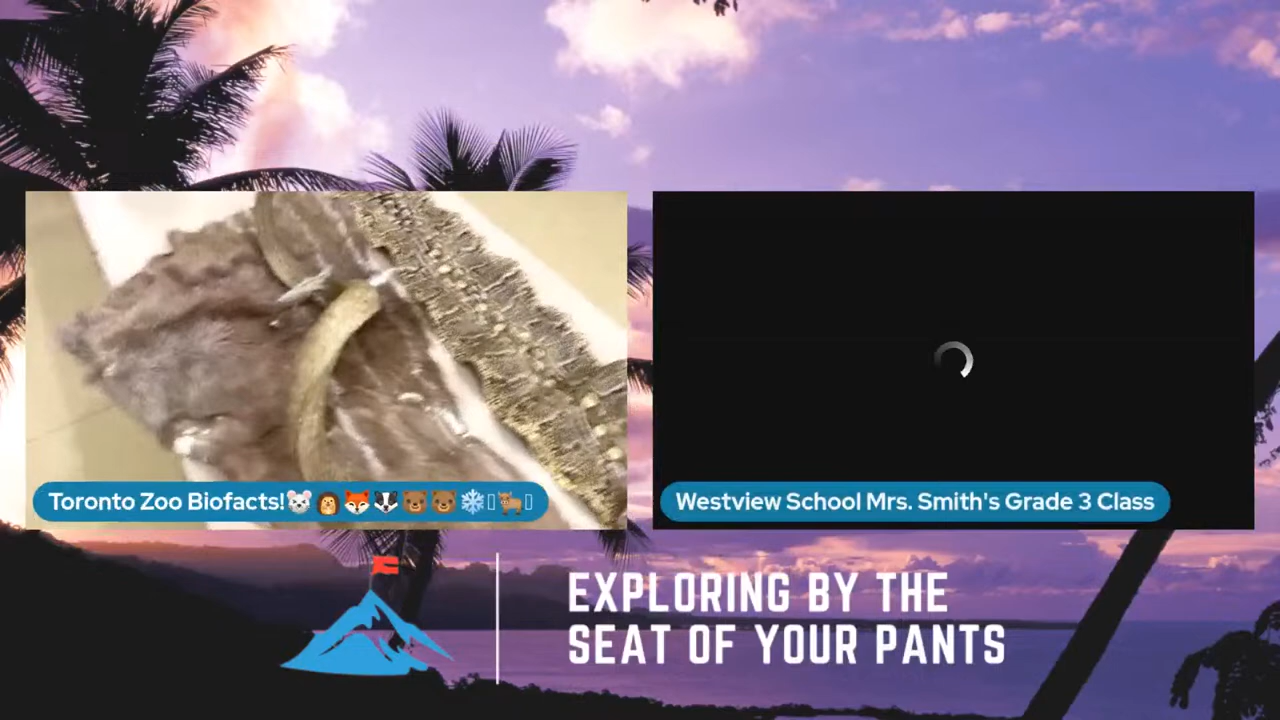 Toronto Zoo Biofacts!🐭🦔🦊🦡🐻🐻❄️🐂
Westview School Mrs. Smith's Grade 3 Class
EXPLORING BY THE
SEAT OF YOUR PANTS